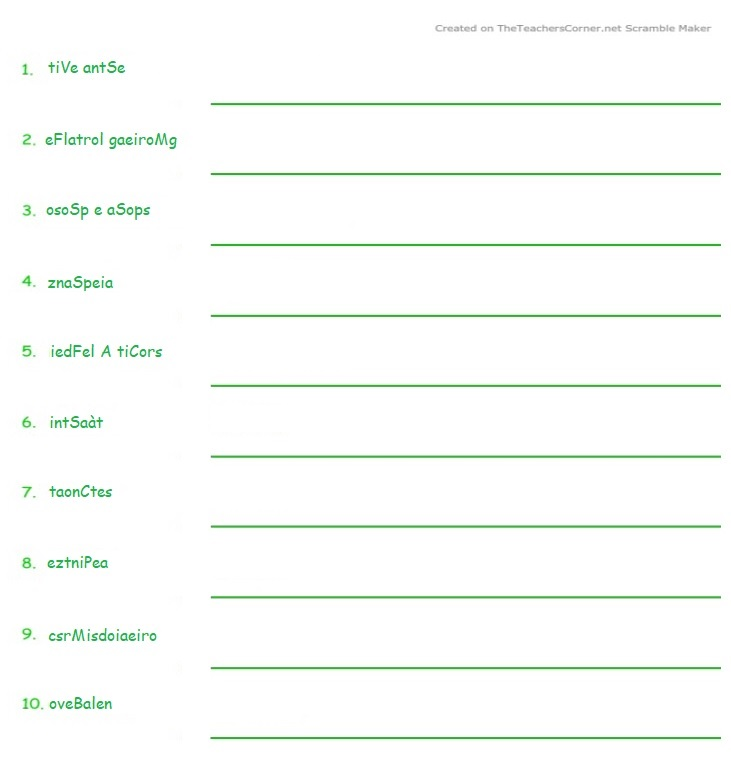 Created on TheTeachersCorner.net Scramble Maker
1. tiVe antSe
2. eFlatrol gaeiroMg
3. osoSp e aSops
4. znaSpeia
5. iedFel A tiCors
6. intSaàt
7. taonCtes
8. eztniPea
9. csrMisdoiaeiro
10. oveBalen